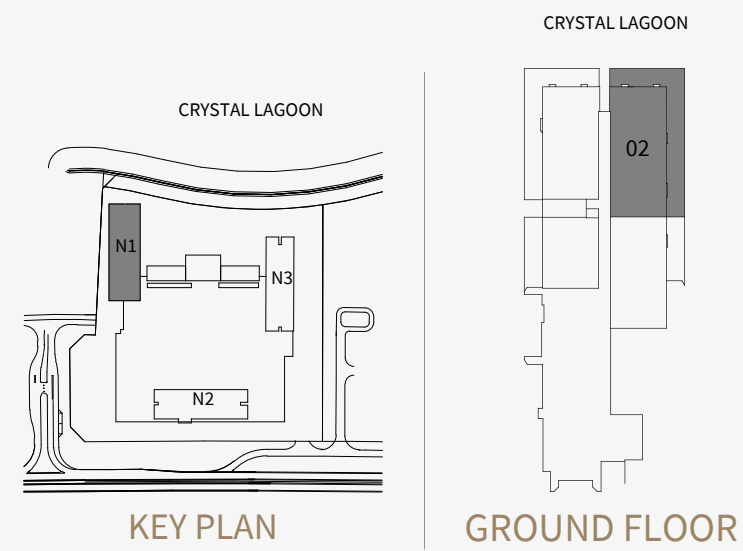 CRYSTAL LAGOON
N1
N3
N2
KEY PLAN
CRYSTAL LAGOON
02
GROUND FLOOR